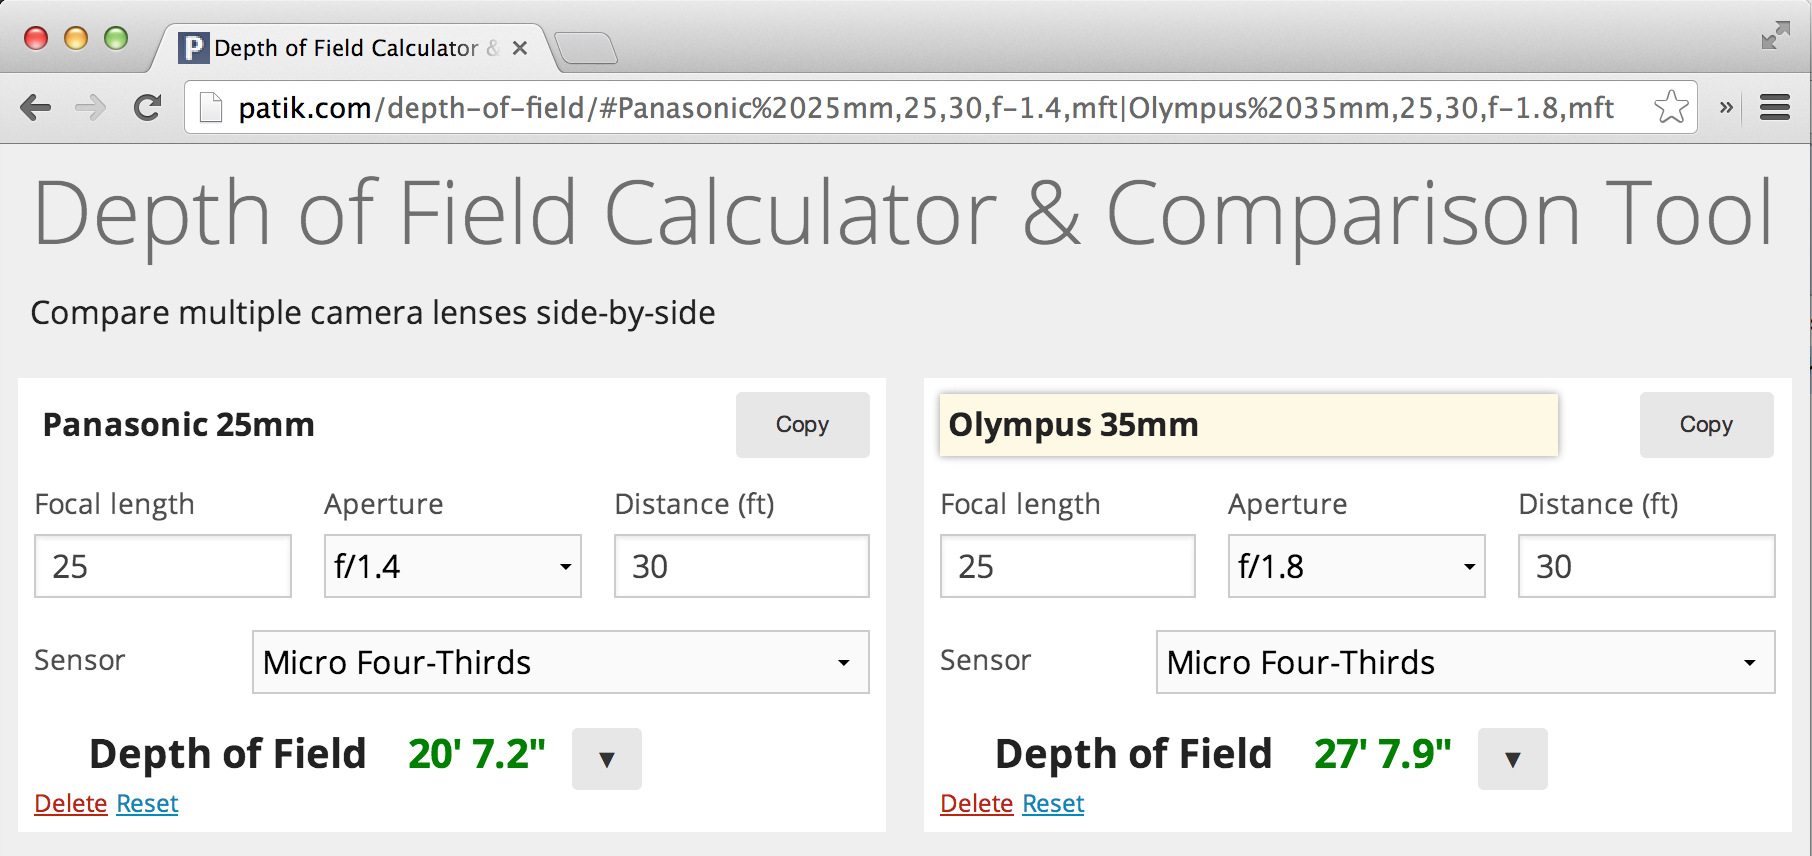 Depth of Field Calculator &
patik.com/depth-of-field/#Panasonic%2025mm,25,30,f-1.4,mft|Olympus%2035mm,25,30,f-1.8,mft
Depth of Field Calculator & Comparison Tool
Compare multiple camera lenses side-by-side
Panasonic 25mm
Copy
Focal length Aperture Distance (ft)
25 f/1.4 30
Sensor Micro Four-Thirds
Depth of Field 20' 7.2" ▼
Delete Reset
Olympus 35mm
Copy
Focal length Aperture Distance (ft)
25 f/1.8 30
Sensor Micro Four-Thirds
Depth of Field 27' 7.9" ▼
Delete Reset